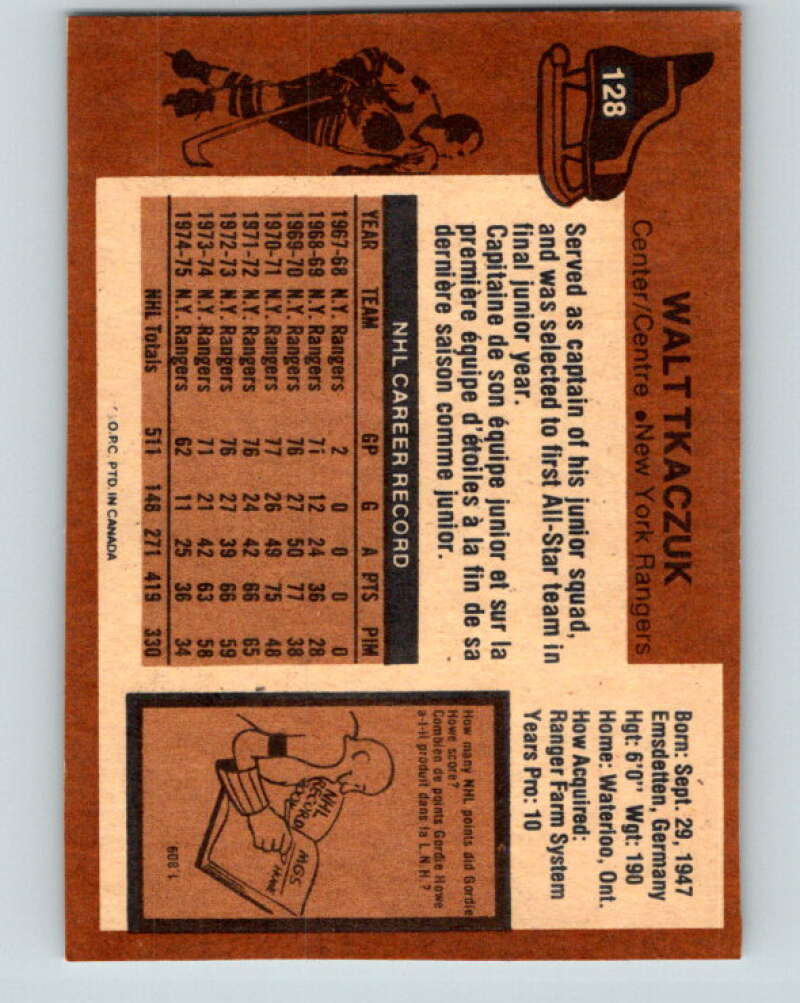 128
WALT TKACZUK
Center/Centre • New York Rangers
Served as captain of his junior squad,
and was selected to first All-Star team in
final junior year.
Capitaine de son équipe junior et sur la
première équipe d'étoiles à la fin de sa
dernière saison comme junior.
NHL CAREER RECORD
YEAR TEAM GP G A PTS PIM
1967-68 N.Y. Rangers 2 0 0 0 0
1968-69 N.Y. Rangers 71 12 24 36 28
1969-70 N.Y. Rangers 76 27 50 77 38
1970-71 N.Y. Rangers 77 26 49 75 48
1971-72 N.Y. Rangers 76 24 42 66 65
1972-73 N.Y. Rangers 76 27 39 66 59
1973-74 N.Y. Rangers 71 21 42 63 58
1974-75 N.Y. Rangers 62 11 25 36 34
NHL Totals 511 148 271 419 330
O.P.C. PTD. IN CANADA
Born: Sept. 29, 1947
Emsdetten, Germany
Hgt: 6'0" Wgt: 190
Home: Waterloo, Ont.
How Acquired:
Ranger Farm System
Years Pro: 10
How many NHL points did Gordie
Howe score?
Combien de points Gordie Howe
a-t-il produit dans la L.N.H.?
NHL
RECORD
BOOK
1,809